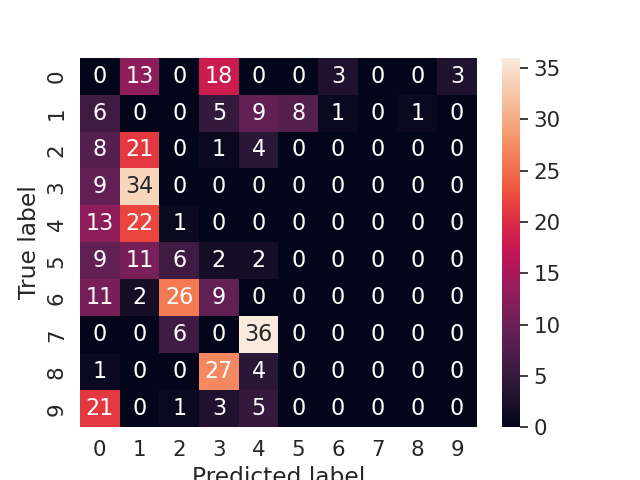 0 0 13 0 18 0 0 3 0 0 3
1 6 0 0 5 9 8 1 0 1 0
2 8 21 0 1 4 0 0 0 0 0
3 9 34 0 0 0 0 0 0 0 0
4 13 22 1 0 0 0 0 0 0 0
5 9 11 6 2 2 0 0 0 0 0
6 11 2 26 9 0 0 0 0 0 0
7 0 0 6 0 36 0 0 0 0 0
8 1 0 0 27 4 0 0 0 0 0
9 21 0 1 3 5 0 0 0 0 0
0 1 2 3 4 5 6 7 8 9
True label
Predicted label
35
30
25
20
15
10
5
0